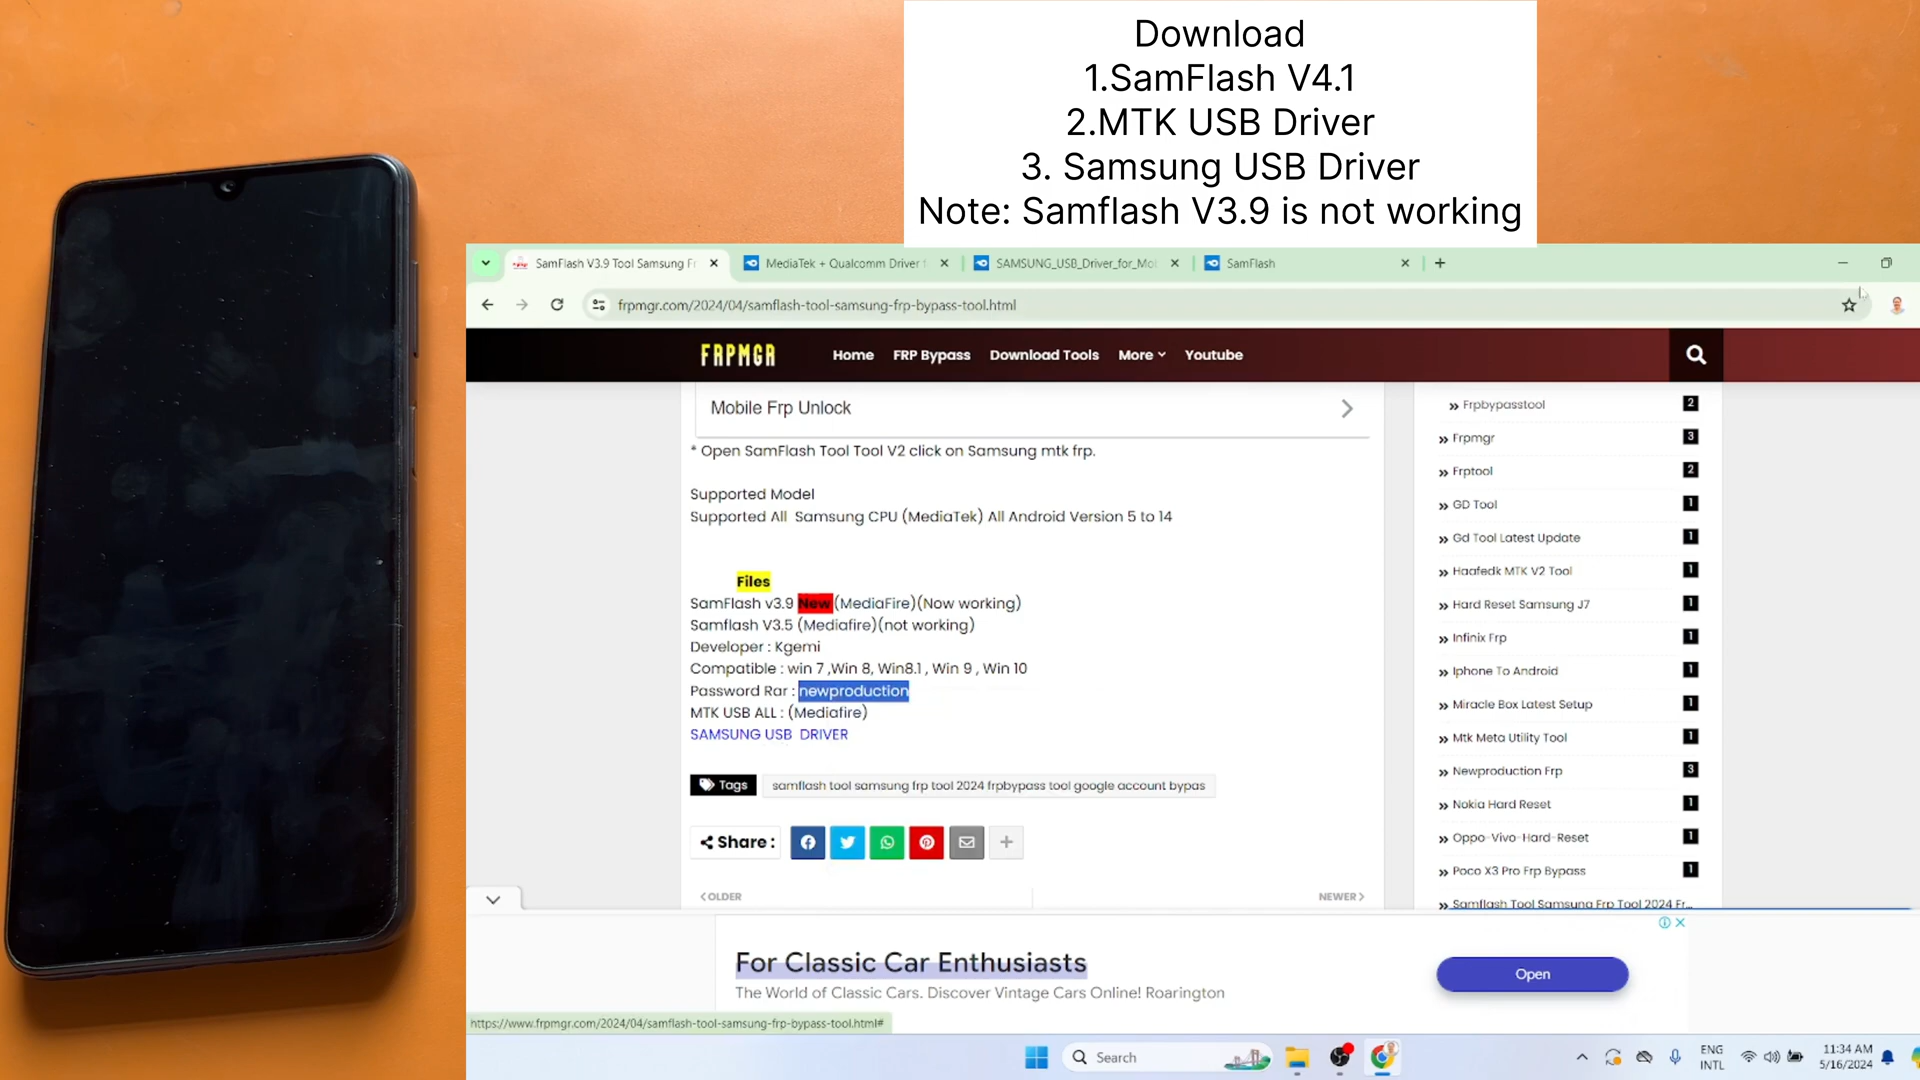 Download
1.SamFlash V4.1
2.MTK USB Driver
3. Samsung USB Driver
Note: Samflash V3.9 is not working
SamFlash V3.9 Tool Samsung Fr
MediaTek + Qualcomm Driver f
SAMSUNG_USB_Driver_for_Mo
SamFlash
frpmgr.com/2024/04/samflash-tool-samsung-frp-bypass-tool.html
FRPMGR
Home
FRP Bypass
Download Tools
More
Youtube
Mobile Frp Unlock
* Open SamFlash Tool Tool V2 click on Samsung mtk frp.
Supported Model
Supported All Samsung CPU (MediaTek) All Android Version 5 to 14
Files
SamFlash v3.9 New (MediaFire)(Now working)
Samflash V3.5 (Mediafire)(not working)
Developer : Kgemi
Compatible : win 7 ,Win 8, Win8.1 , Win 9 , Win 10
Password Rar : newproduction
MTK USB ALL : (Mediafire)
SAMSUNG USB DRIVER
Tags
samflash tool samsung frp tool 2024 frpbypass tool google account bypas
Share :
OLDER
NEWER
Frpbypasstool 2
Frpmgr 3
Frptool 2
GD Tool 1
Gd Tool Latest Update 1
Haafedk MTK V2 Tool 1
Hard Reset Samsung J7 1
Infinix Frp 1
Iphone To Android 1
Miracle Box Latest Setup 1
Mtk Meta Utility Tool 1
Newproduction Frp 3
Nokia Hard Reset 1
Oppo-Vivo-Hard-Reset 1
Poco X3 Pro Frp Bypass 1
Samflash Tool Samsung Frp Tool 2024 Fr...
For Classic Car Enthusiasts
The World of Classic Cars. Discover Vintage Cars Online! Roarington
Open
https://www.frpmgr.com/2024/04/samflash-tool-samsung-frp-bypass-tool.html#
Search
ENG
INTL
11:34 AM
5/16/2024